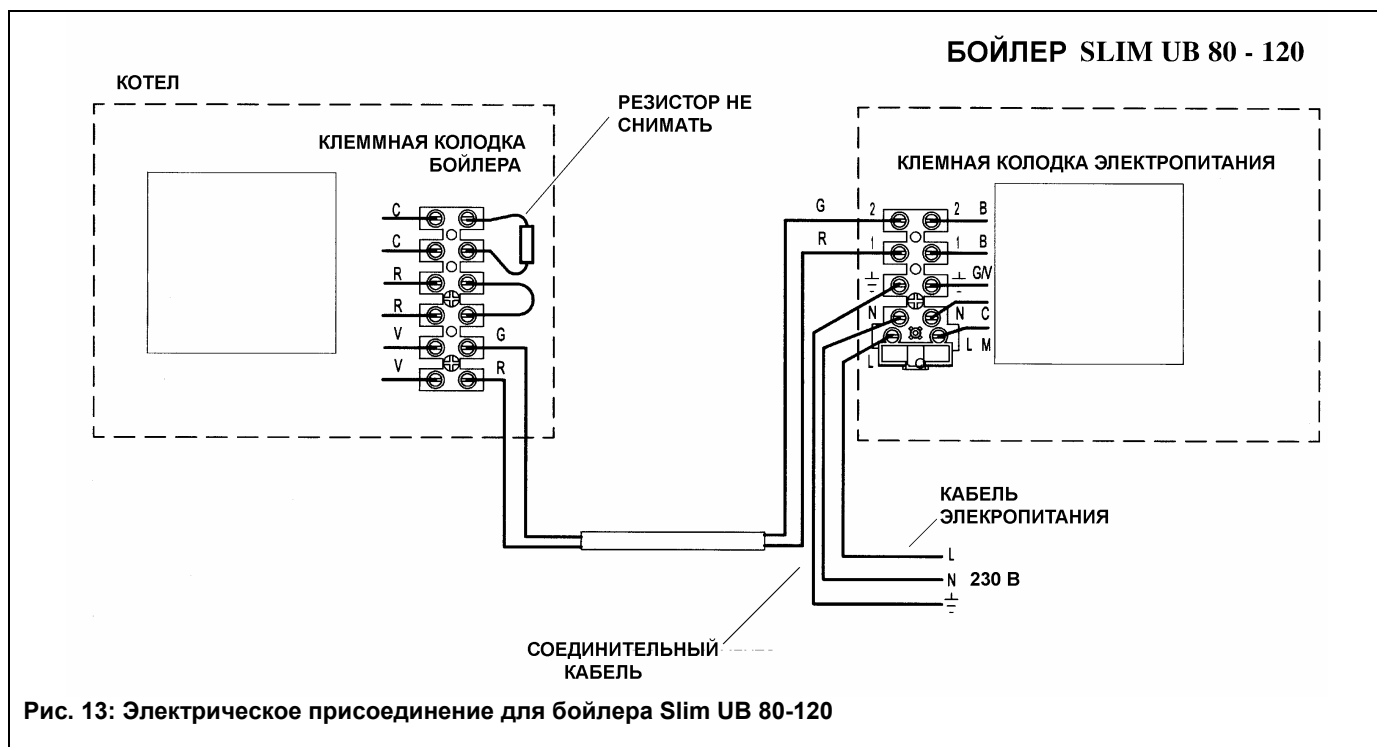 БОЙЛЕР SLIM UB 80 - 120
КОТЕЛ
РЕЗИСТОР НЕ
СНИМАТЬ
КЛЕММНАЯ КОЛОДКА
БОЙЛЕРА
КЛЕМНАЯ КОЛОДКА ЭЛЕКТРОПИТАНИЯ
C
C
R
R
V
V
G
R
G
R
2
1
N
L
2 B
1 B
G/V
N C
L M
КАБЕЛЬ
ЭЛЕКРОПИТАНИЯ
L
N 230 В
СОЕДИНИТЕЛЬНЫЙ
КАБЕЛЬ
Рис. 13: Электрическое присоединение для бойлера Slim UB 80-120